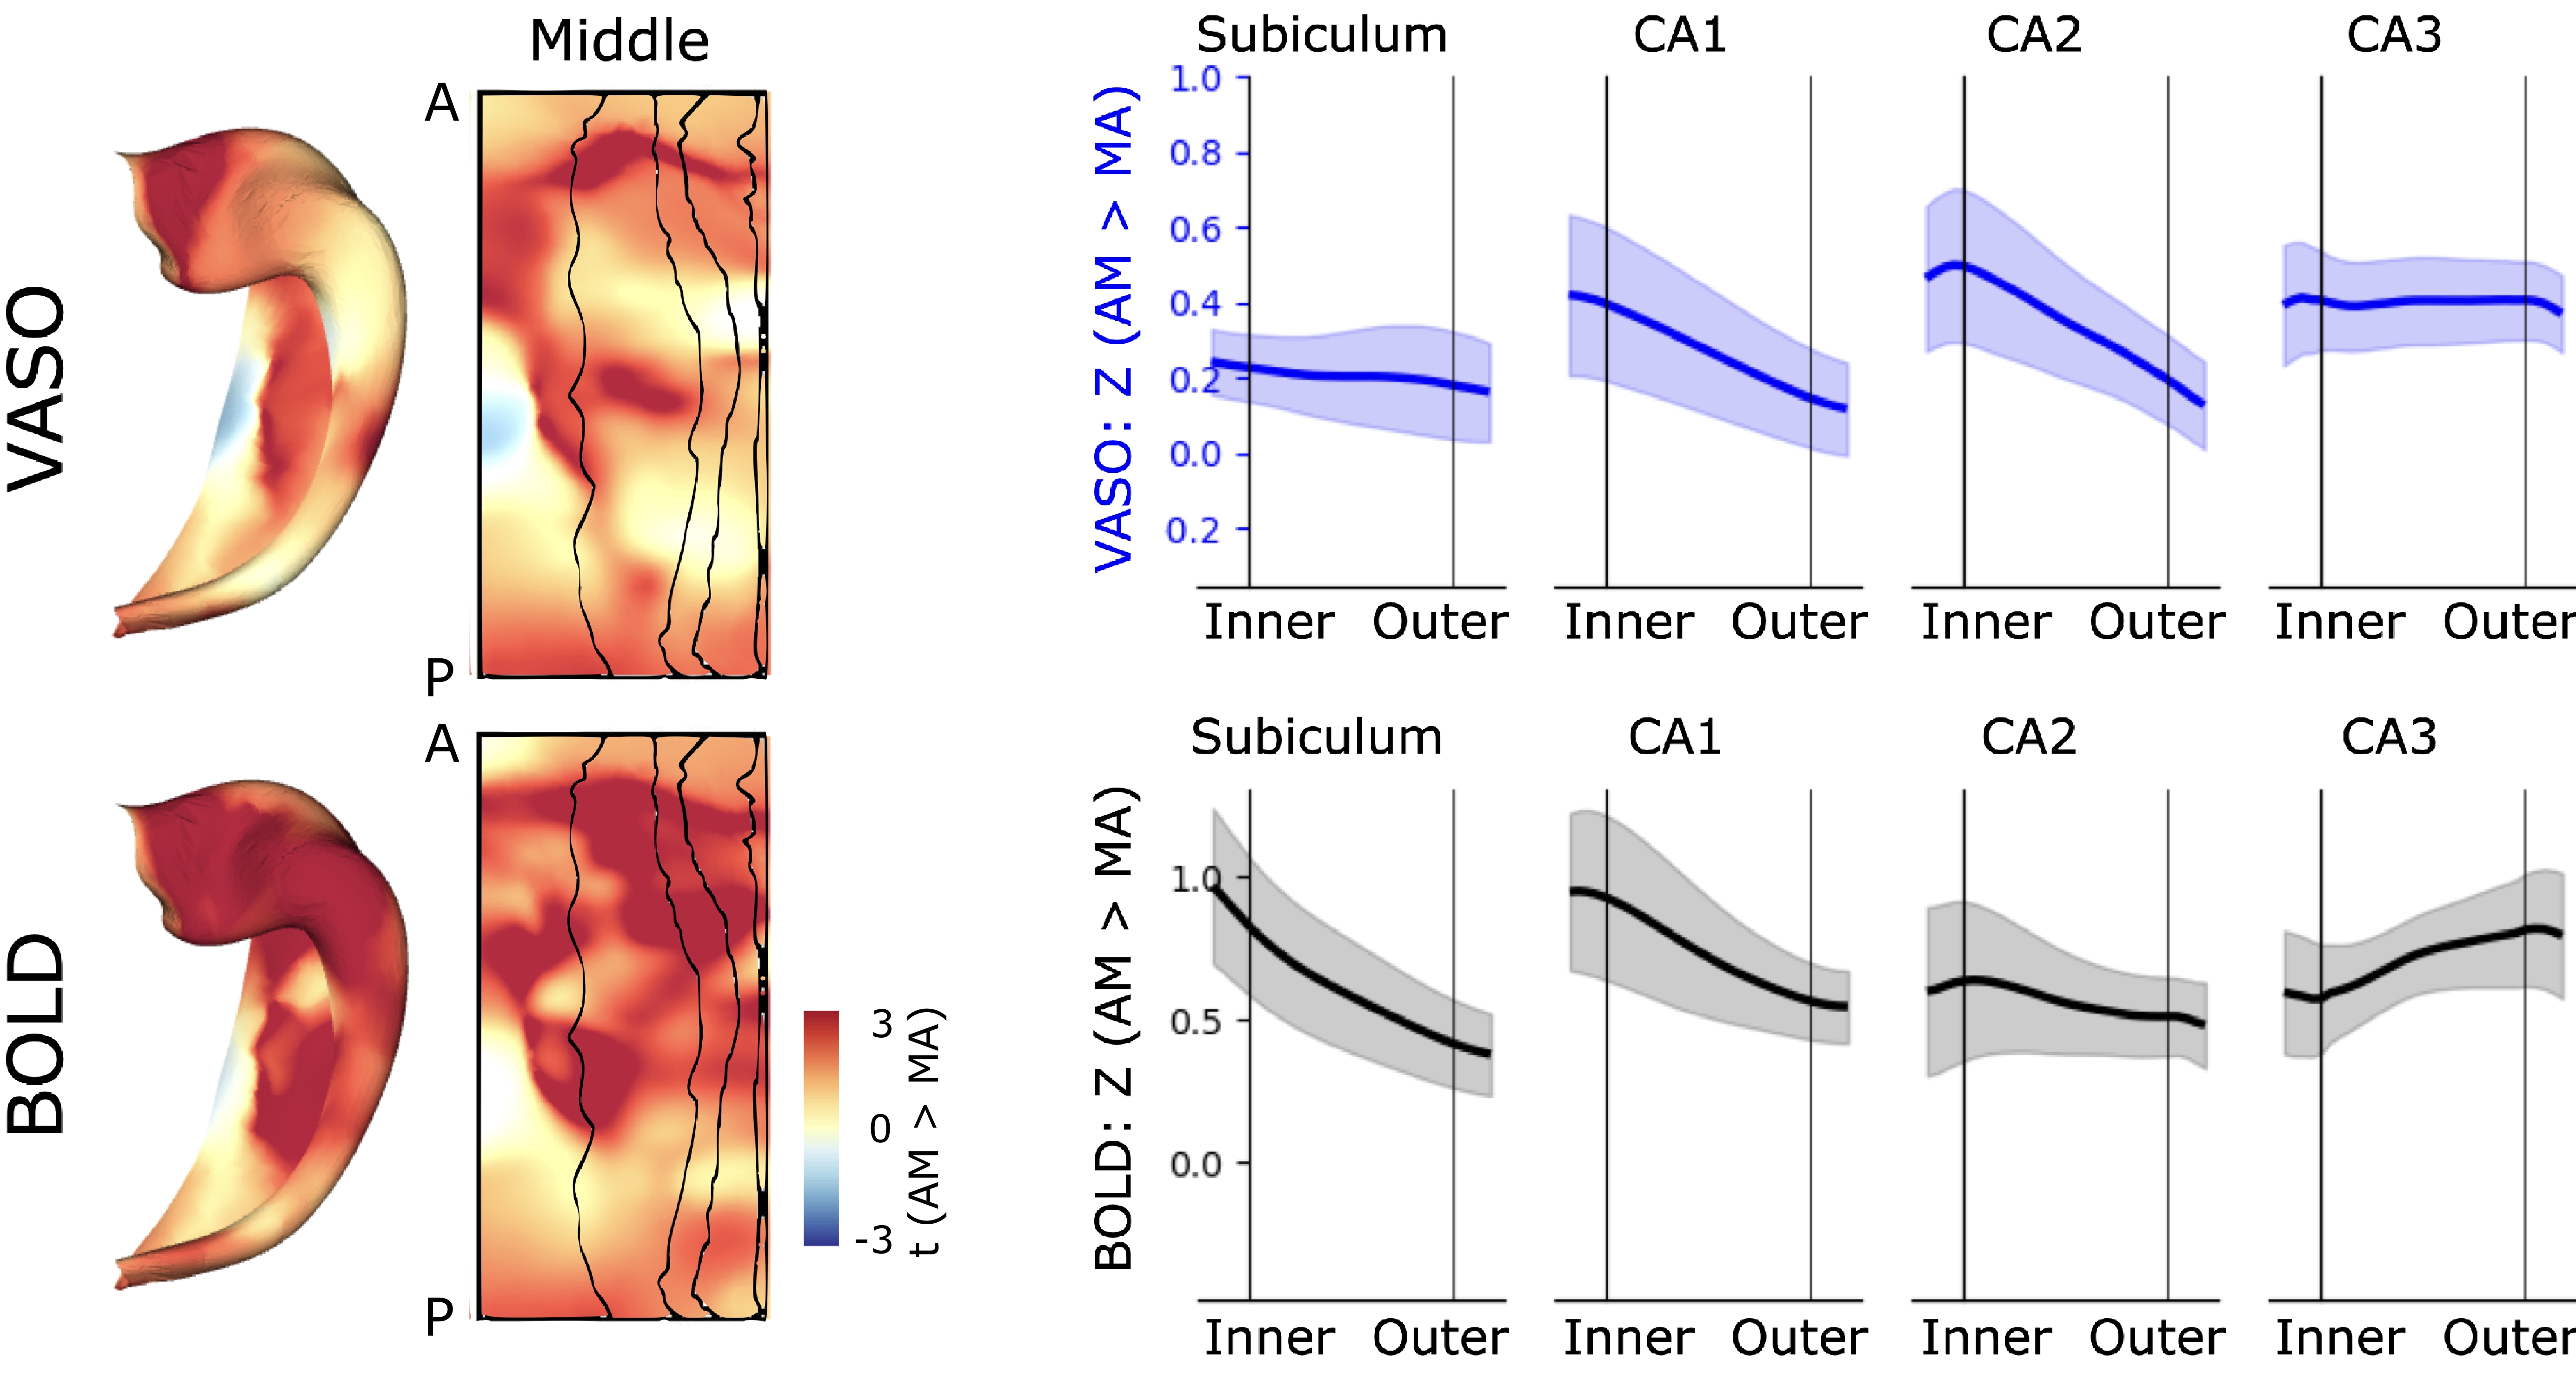 Middle
A
P
VASO
Subiculum CA1 CA2 CA3
VASO: Z (AM > MA)
1.0
0.8
0.6
0.4
0.2
0.0
0.2
Inner Outer Inner Outer Inner Outer Inner Outer
A
P
BOLD
3
0
-3
t (AM > MA)
Subiculum CA1 CA2 CA3
BOLD: Z (AM > MA)
1.0
0.5
0.0
Inner Outer Inner Outer Inner Outer Inner Outer